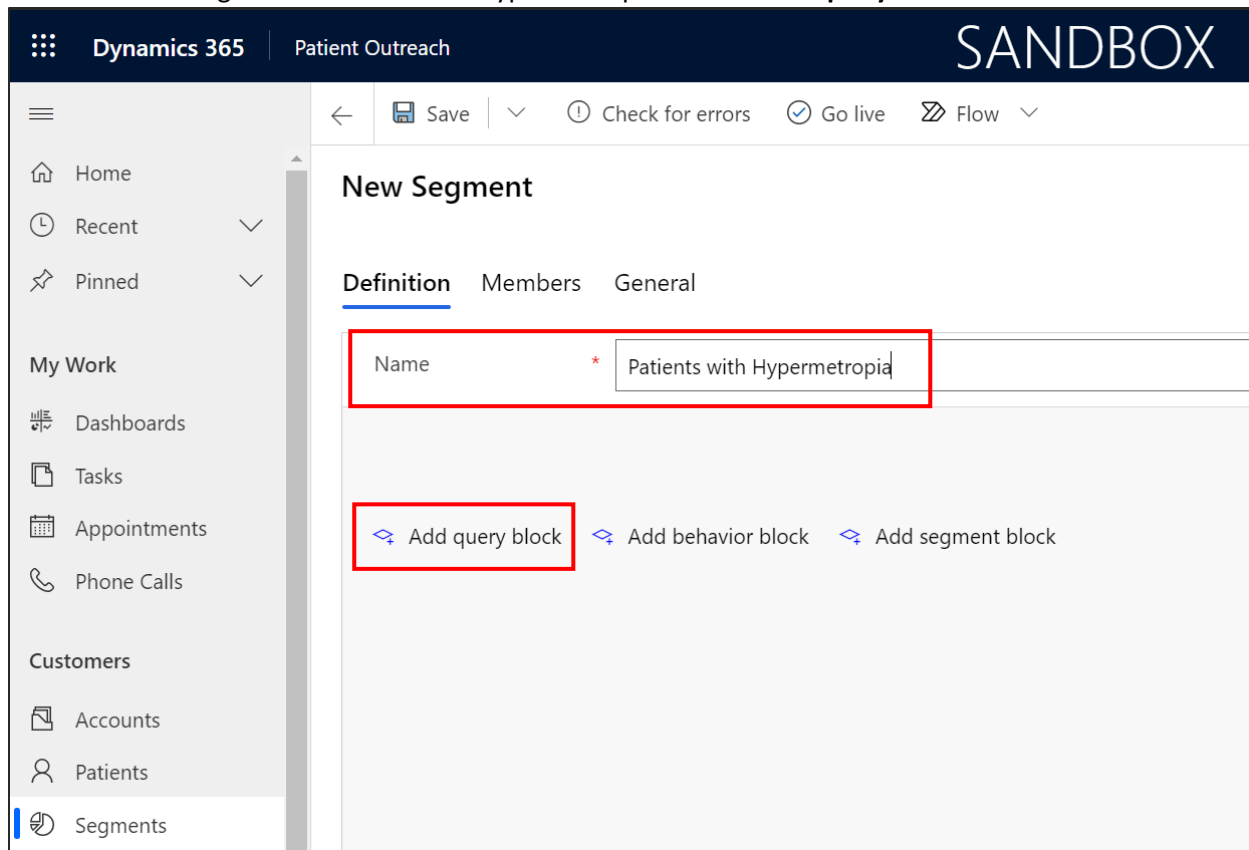 Dynamics 365 Patient Outreach SANDBOX
Save Check for errors Go live Flow
Home
Recent
Pinned
My Work
Dashboards
Tasks
Appointments
Phone Calls
Customers
Accounts
Patients
Segments
New Segment
Definition Members General
Name * Patients with Hypermetropia
Add query block Add behavior block Add segment block